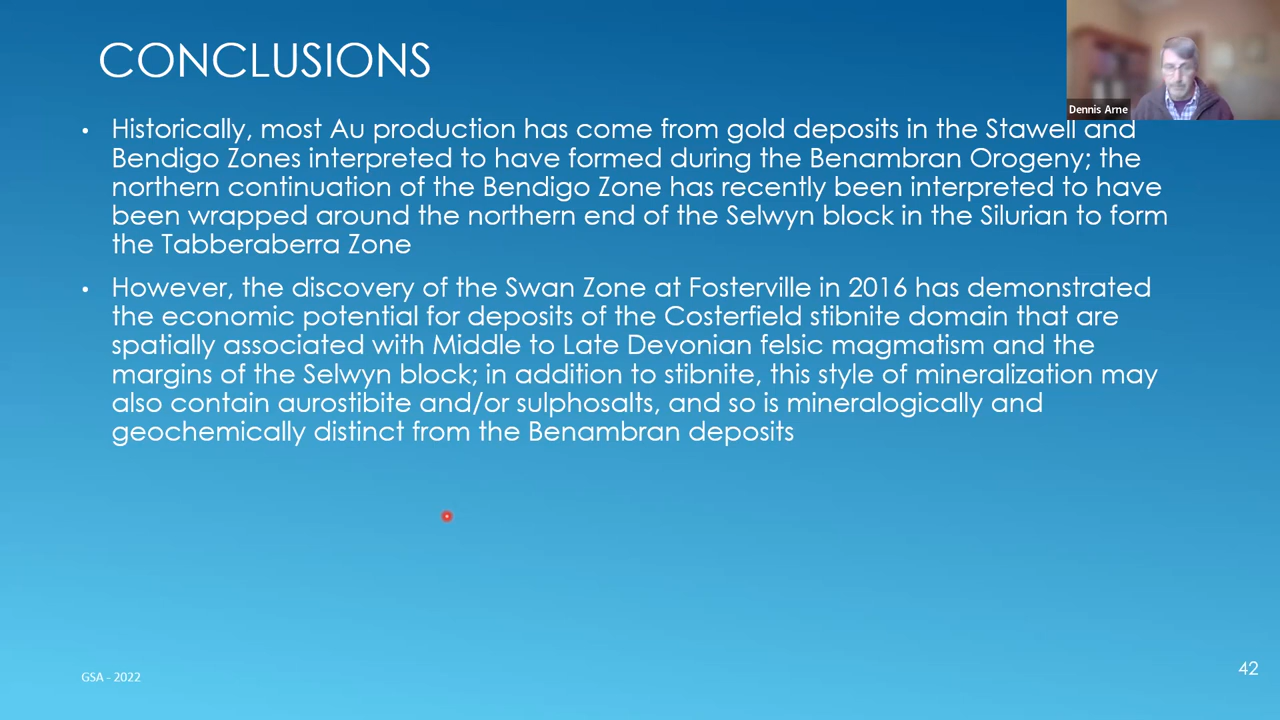 CONCLUSIONS
Dennis Arne
• Historically, most Au production has come from gold deposits in the Stawell and
Bendigo Zones interpreted to have formed during the Benambran Orogeny; the
northern continuation of the Bendigo Zone has recently been interpreted to have
been wrapped around the northern end of the Selwyn block in the Silurian to form
the Tabberaberra Zone
• However, the discovery of the Swan Zone at Fosterville in 2016 has demonstrated
the economic potential for deposits of the Costerfield stibnite domain that are
spatially associated with Middle to Late Devonian felsic magmatism and the
margins of the Selwyn block; in addition to stibnite, this style of mineralization may
also contain aurostibite and/or sulphosalts, and so is mineralogically and
geochemically distinct from the Benambran deposits
GSA - 2022
42